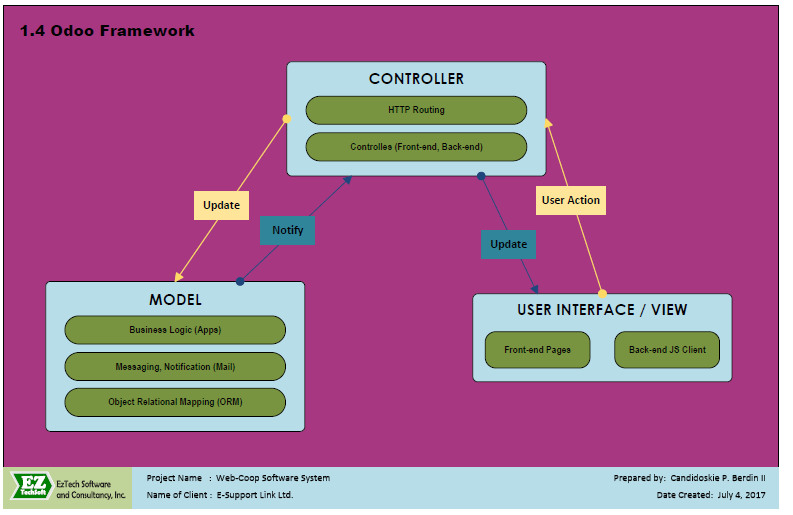 1.4 Odoo Framework
CONTROLLER
HTTP Routing
Controlles (Front-end, Back-end)
Update
Notify
User Action
Update
MODEL
Business Logic (Apps)
Messaging, Notification (Mail)
Object Relational Mapping (ORM)
USER INTERFACE / VIEW
Front-end Pages
Back-end JS Client
EZ
TechSoft
EzTech Software
and Consultancy, Inc.
Project Name : Web-Coop Software System
Name of Client : E-Support Link Ltd.
Prepared by: Candidoskie P. Berdin II
Date Created: July 4, 2017